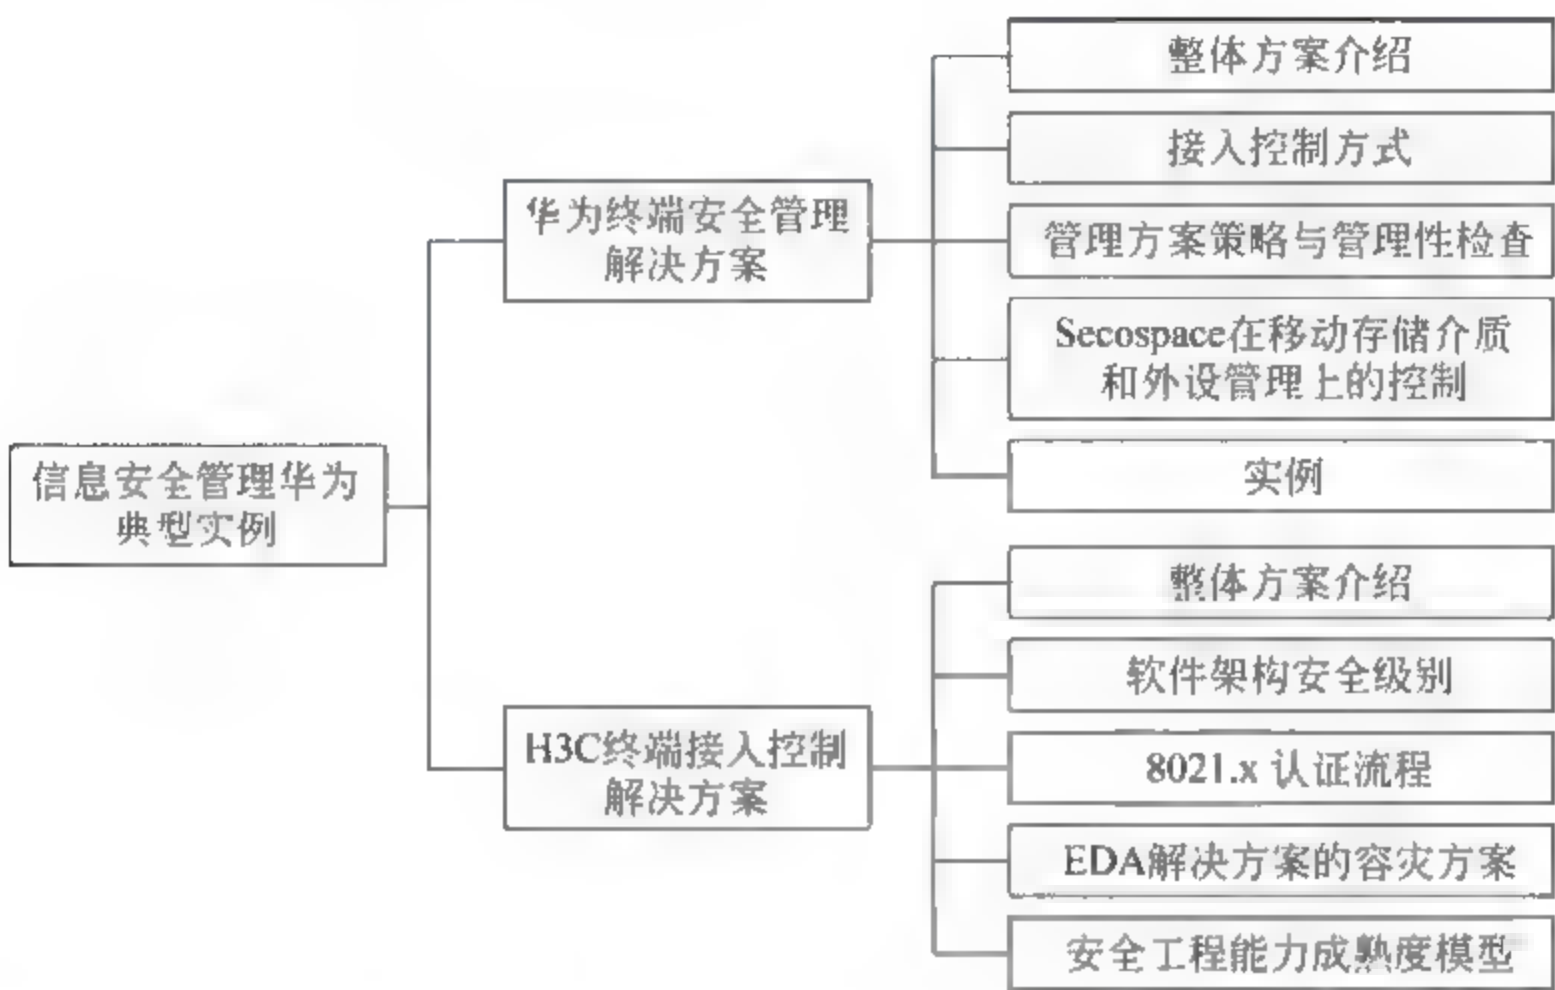 整体方案介绍
接入控制方式
华为终端安全管理
解决方案
管理方案策略与管理性检查
Secospace在移动存储介质
和外设管理上的控制
信息安全管理华为
典型实例
实例
整体方案介绍
软件架构安全级别
H3C终端接入控制
解决方案
8021.x 认证流程
EDA解决方案的容灾方案
安全工程能力成熟度模型